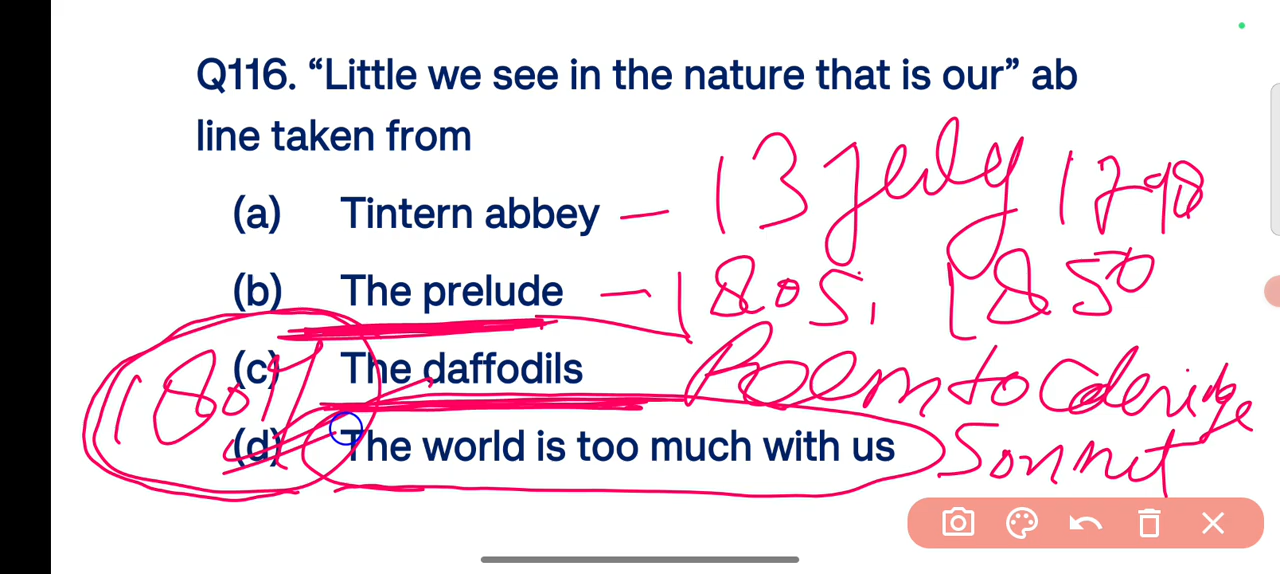 Q116. “Little we see in the nature that is our” ab
line taken from
(a) Tintern abbey — 13 July 1798
(b) The prelude — 1805, 1850
(c) The daffodils Poem to Coleridge
1807
(d) The world is too much with us Sonnet